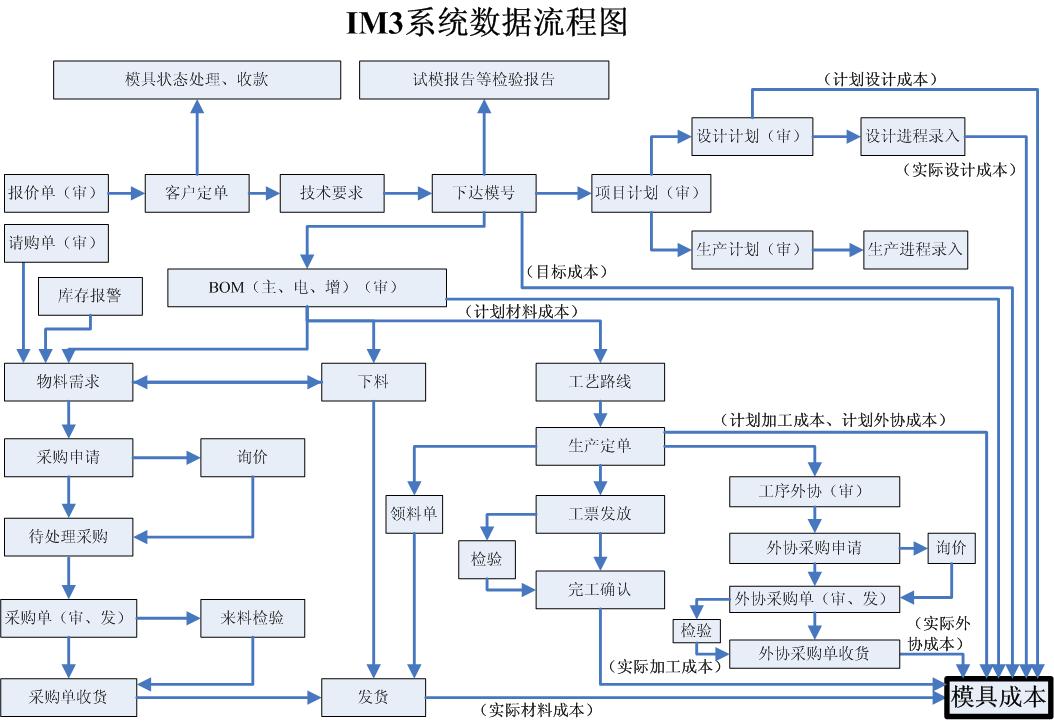 IM3系统数据流程图
模具状态处理、收款
试模报告等检验报告
（计划设计成本）
设计计划（审）
设计进程录入
（实际设计成本）
报价单（审）
客户定单
技术要求
下达模号
项目计划（审）
请购单（审）
生产计划（审）
生产进程录入
（目标成本）
库存报警
BOM（主、电、增）（审）
（计划材料成本）
物料需求
下料
工艺路线
（计划加工成本、计划外协成本）
采购申请
询价
生产定单
工序外协（审）
领料单
工票发放
待处理采购
检验
外协采购申请
询价
完工确认
外协采购单（审、发）
采购单（审、发）
来料检验
检验
（实际外
协成本）
外协采购单收货
（实际加工成本）
采购单收货
发货
（实际材料成本）
模具成本